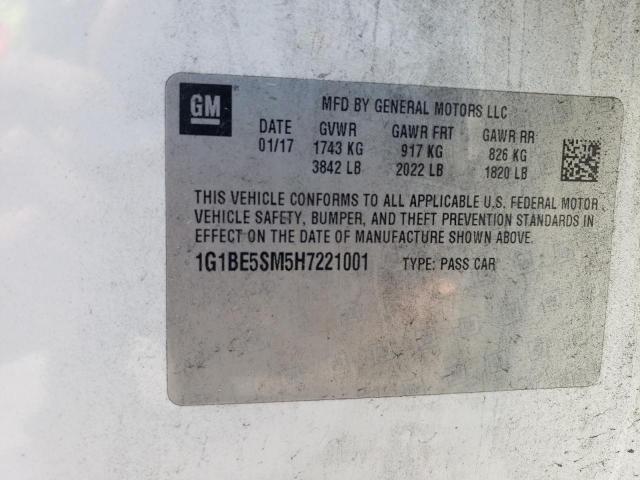 GM
MFD BY GENERAL MOTORS LLC
DATE GVWR GAWR FRT GAWR RR
01/17 1743 KG 917 KG 826 KG
3842 LB 2022 LB 1820 LB
THIS VEHICLE CONFORMS TO ALL APPLICABLE U.S. FEDERAL MOTOR
VEHICLE SAFETY, BUMPER, AND THEFT PREVENTION STANDARDS IN
EFFECT ON THE DATE OF MANUFACTURE SHOWN ABOVE.
1G1BE5SM5H7221001 TYPE: PASS CAR